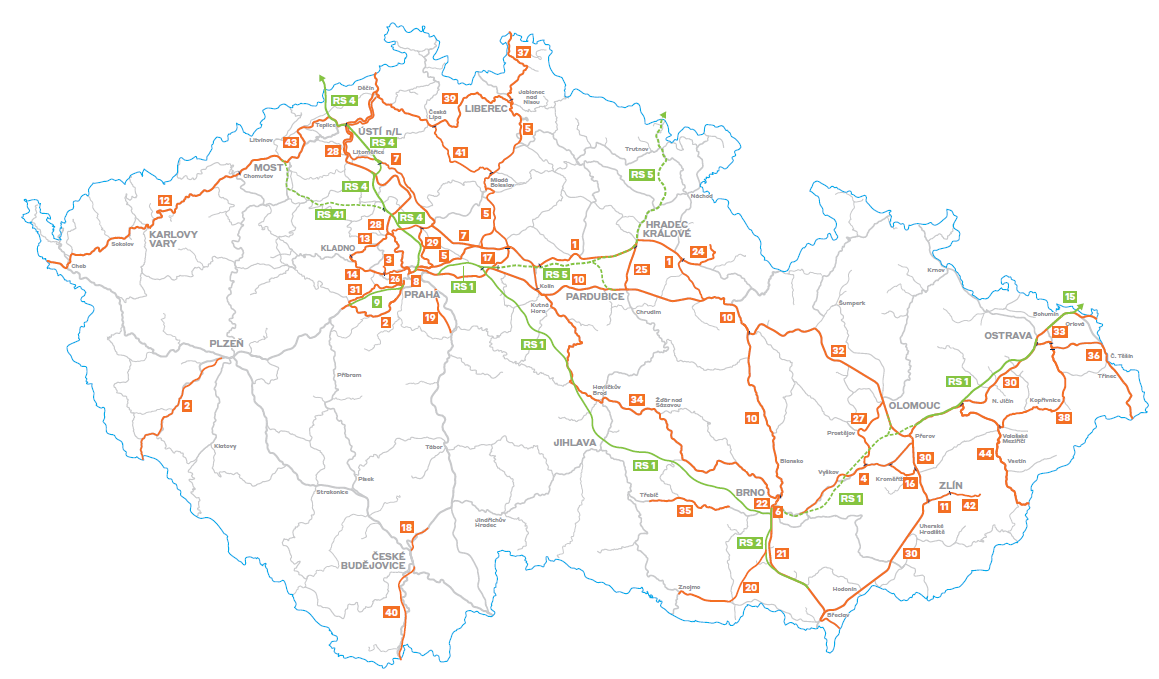 37
Děčín
RS 4
39
Jablonec
nad
Nisou
LIBEREC
Česká
Lípa
Teplice
ÚSTÍ n/L
5
Litvínov
43
RS 4
28
Litoměřice
7
41
Trutnov
MOST
Chomutov
RS 4
Mladá
Boleslav
RS 5
Náchod
12
RS 41
RS 4
5
28
HRADEC
KRÁLOVÉ
KARLOVY
VARY
Sokolov
13
29
7
1
KLADNO
5
17
24
Cheb
3
1
14
26
8
RS 5
25
Krnov
31
RS 1
10
Kolín
PRAHA
PARDUBICE
9
15
Kutná
Hora
Šumperk
2
19
Chrudim
10
Bohumín
Orlová
33
OSTRAVA
PLZEŇ
RS 1
32
36
Č. Těšín
Příbram
Třinec
RS 1
30
Havlíčkův
Brod
34
Žďár nad
Sázavou
N. Jičín
Kopřivnice
2
OLOMOUC
10
27
38
Prostějov
Přerov
Valašské
Meziříčí
Klatovy
Tábor
JIHLAVA
44
30
Vsetín
Blansko
RS 1
Vyškov
4
Kroměříž
16
Písek
ZLÍN
Strakonice
Třebíč
BRNO
22
RS 1
11
42
35
6
18
Jindřichův
Hradec
Uherské
Hradiště
RS 2
21
30
ČESKÉ
BUDĚJOVICE
Znojmo
20
Hodonín
40
Břeclav